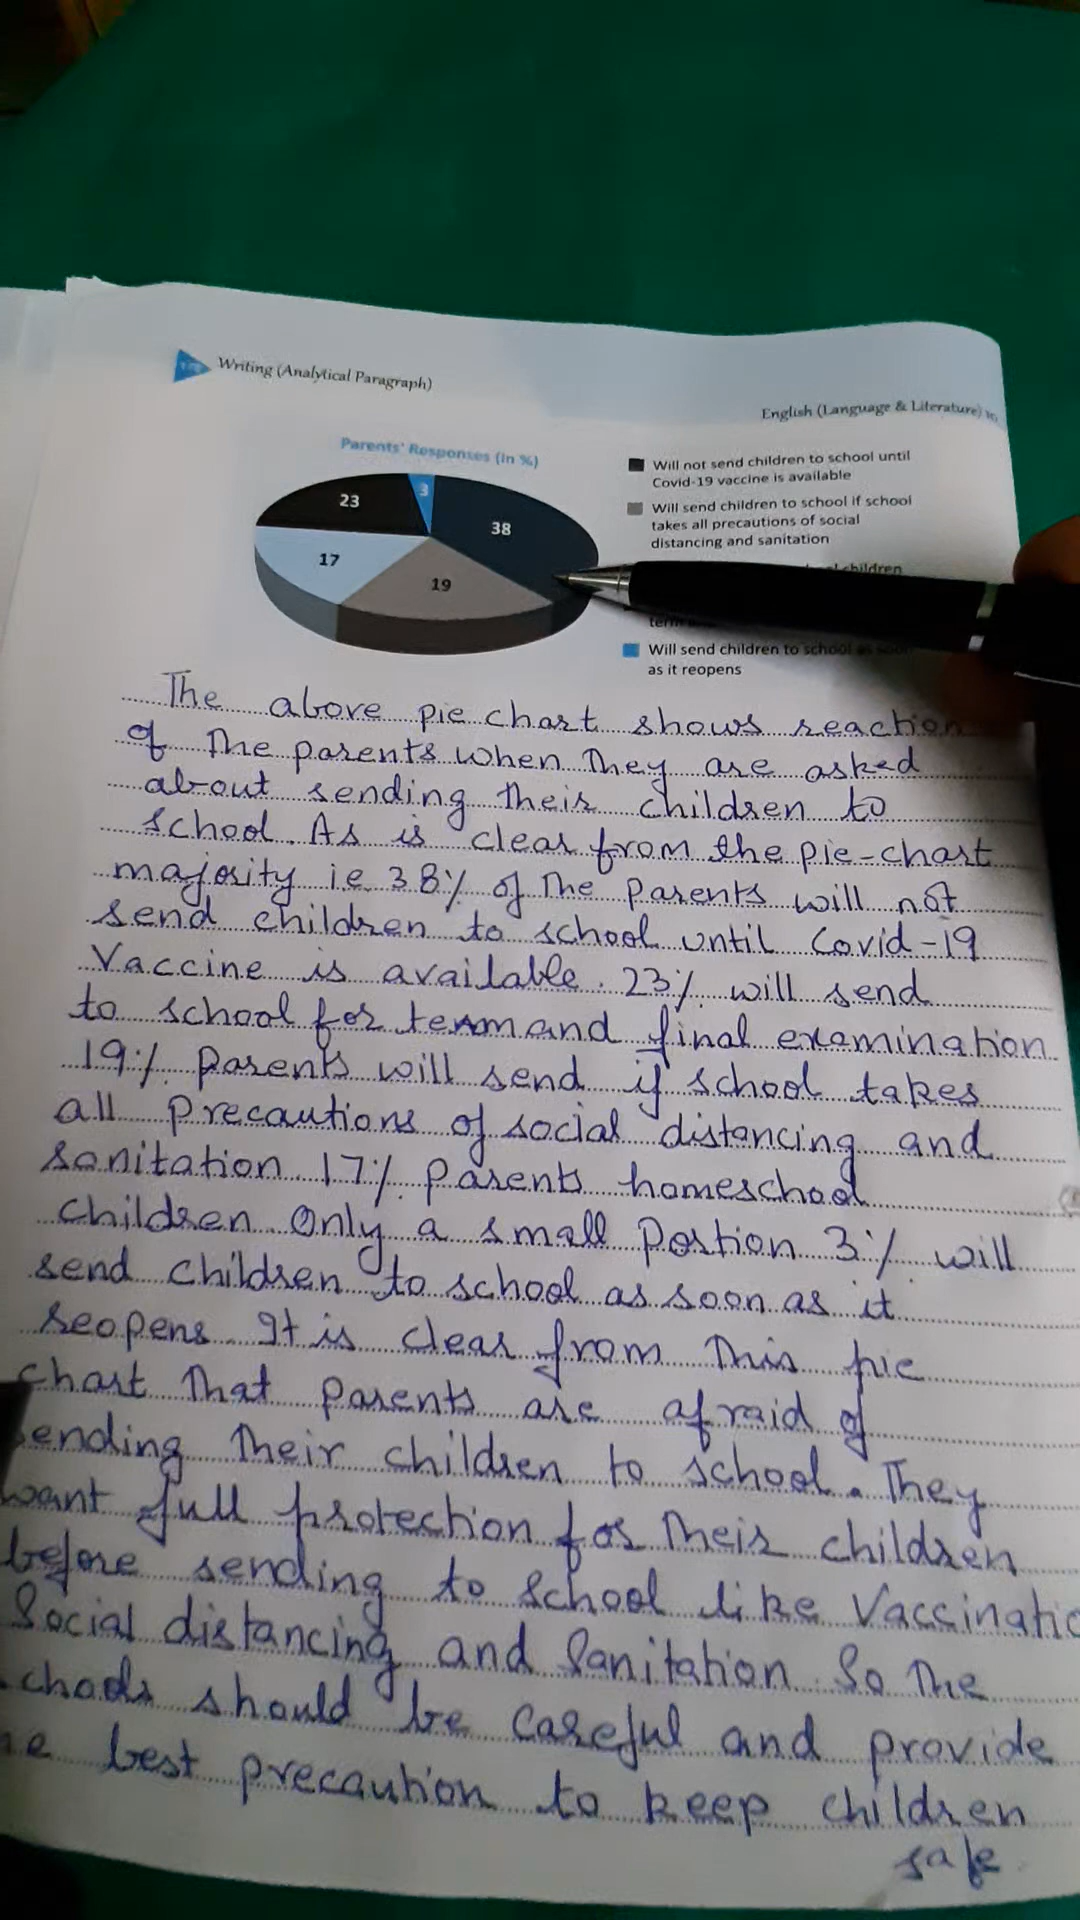 Writing (Analytical Paragraph)
English (Language & Literature)
Parents' Responses (in %)
23
3
38
17
19
Will not send children to school until
Covid-19 vaccine is available
Will send children to school if school
takes all precautions of social
distancing and sanitation
children
term
Will send children to school as soon
as it reopens
The above pie chart shows reaction
of the parents when they are asked
about sending their children to
school. As is clear from the pie-chart
majority i.e. 38% of the parents will not
send children to school until Covid-19
Vaccine is available. 23% will send
to school for term and final examination
19% parents will send if school takes
all precautions of social distancing and
sanitation 17% parents homeschool
children. Only a small portion 3% will
send children to school as soon as it
reopens. It is clear from this pie
chart that parents are afraid of
sending their children to school. They
want full protection for their children
before sending to school like Vaccinatio
Social distancing and Sanitation. So the
chools should be careful and provide
he best precaution to keep children
safe